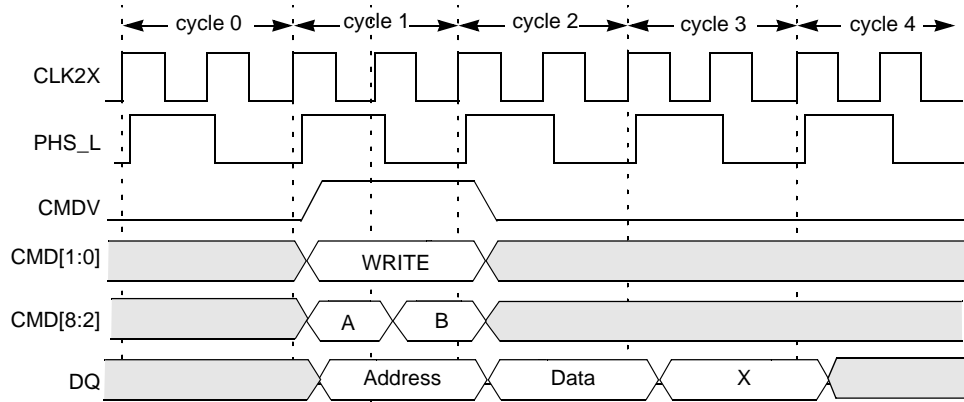 cycle 0 cycle 1 cycle 2 cycle 3 cycle 4
CLK2X
PHS_L
CMDV
CMD[1:0] WRITE
CMD[8:2] A B
DQ Address Data X